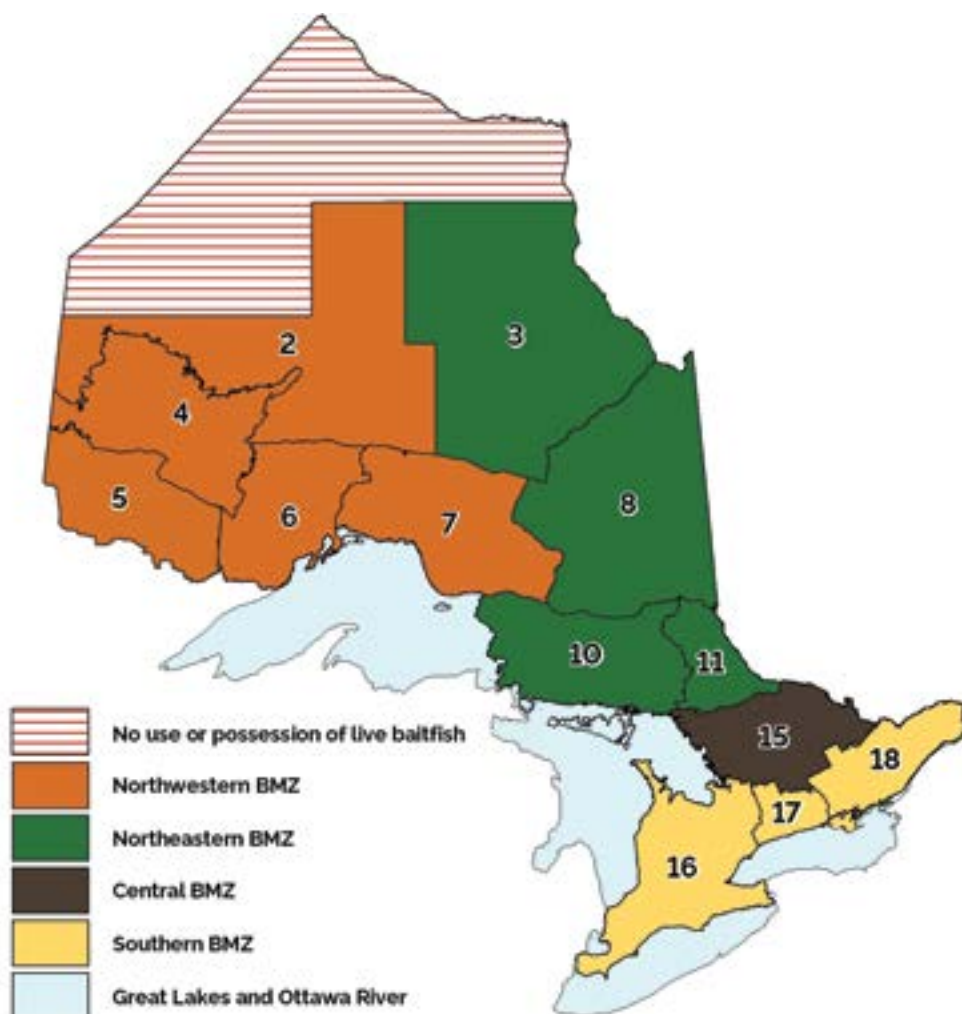 2
3
4
5
6
7
8
10
11
15
18
17
16
No use or possession of live baitfish
Northwestern BMZ
Northeastern BMZ
Central BMZ
Southern BMZ
Great Lakes and Ottawa River